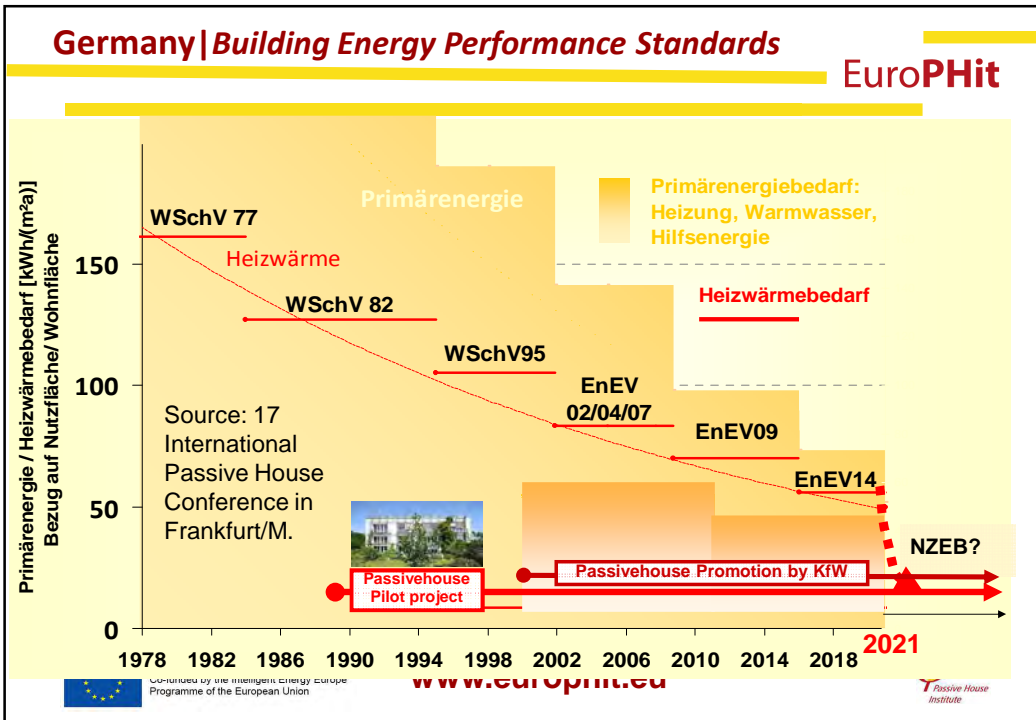 Germany|Building Energy Performance Standards
EuroPHit
Primärenergie / Heizwärmebedarf [kWh/(m²a)]
Bezug auf Nutzfläche/ Wohnfläche
150
100
50
0
WSchV 77
Primärenergie
Primärenergiebedarf:
Heizung, Warmwasser,
Hilfsenergie
Heizwärme
Heizwärmebedarf
WSchV 82
WSchV95
EnEV
02/04/07
EnEV09
EnEV14
Source: 17
International
Passive House
Conference in
Frankfurt/M.
NZEB?
Passivehouse Promotion by KfW
Passivehouse
Pilot project
1978 1982 1986 1990 1994 1998 2002 2006 2010 2014 2018
2021
Co-funded by the Intelligent Energy Europe
Programme of the European Union
www.europhit.eu
Passive House
Institute